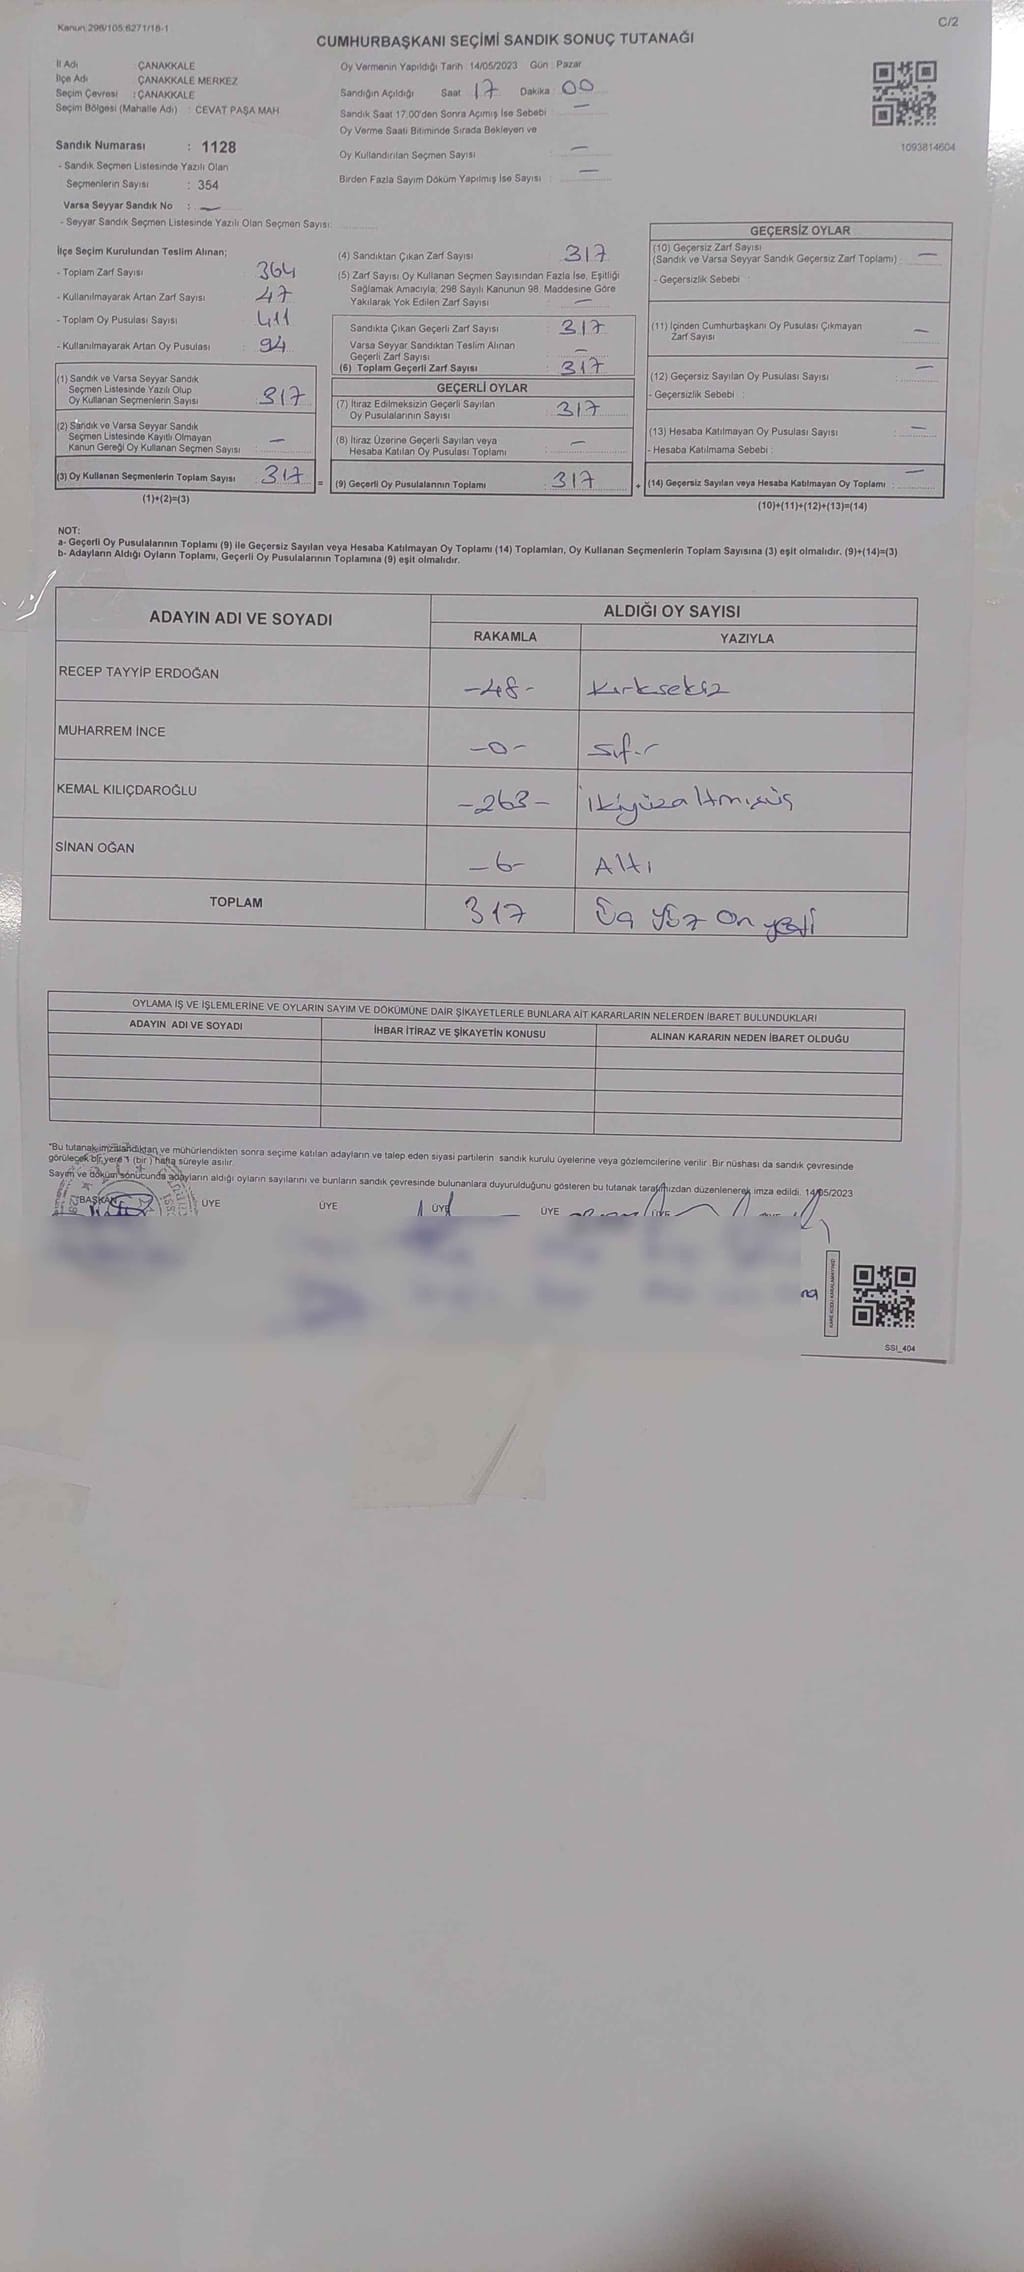 Kanun 298/105 6271/18-1
C/2
CUMHURBAŞKANI SEÇİMİ SANDIK SONUÇ TUTANAĞI
İl Adı : ÇANAKKALE
İlçe Adı : ÇANAKKALE MERKEZ
Seçim Çevresi : ÇANAKKALE
Seçim Bölgesi (Mahalle Adı) : CEVAT PAŞA MAH
Sandık Numarası : 1128
- Sandık Seçmen Listesinde Yazılı Olan
Seçmenlerin Sayısı : 354
Varsa Seyyar Sandık No : —
- Seyyar Sandık Seçmen Listesinde Yazılı Olan Seçmen Sayısı:
Oy Vermenin Yapıldığı Tarih 14/05/2023 Gün : Pazar
Sandığın Açıldığı Saat 17 Dakika : 00
Sandık Saat 17.00'den Sonra Açılmış İse Sebebi : —
Oy Verme Saati Bitiminde Sırada Bekleyen ve
Oy Kullandırılan Seçmen Sayısı : —
Birden Fazla Sayım Döküm Yapılmış İse Sayısı : —
1093814604
İlçe Seçim Kurulundan Teslim Alınan;
- Toplam Zarf Sayısı : 364
- Kullanılmayarak Artan Zarf Sayısı : 47
- Toplam Oy Pusulası Sayısı : 411
- Kullanılmayarak Artan Oy Pusulası : 94
(1) Sandık ve Varsa Seyyar Sandık
Seçmen Listesinde Yazılı Olup
Oy Kullanan Seçmenlerin Sayısı : 317
(2) Sandık ve Varsa Seyyar Sandık
Seçmen Listesinde Kayıtlı Olmayan
Kanun Gereği Oy Kullanan Seçmen Sayısı : —
(3) Oy Kullanan Seçmenlerin Toplam Sayısı : 317 =
(1)+(2)=(3)
(4) Sandıktan Çıkan Zarf Sayısı : 317
(5) Zarf Sayısı Oy Kullanan Seçmen Sayısından Fazla İse, Eşitliği
Sağlamak Amacıyla, 298 Sayılı Kanunun 98. Maddesine Göre
Yakılarak Yok Edilen Zarf Sayısı : —
Sandıkta Çıkan Geçerli Zarf Sayısı : 317
Varsa Seyyar Sandıktan Teslim Alınan
Geçerli Zarf Sayısı : —
(6) Toplam Geçerli Zarf Sayısı : 317
GEÇERLİ OYLAR
(7) İtiraz Edilmeksizin Geçerli Sayılan
Oy Pusulalarının Sayısı : 317
(8) İtiraz Üzerine Geçerli Sayılan veya
Hesaba Katılan Oy Pusulası Toplamı : —
(9) Geçerli Oy Pusulalarının Toplamı : 317 +
GEÇERSİZ OYLAR
(10) Geçersiz Zarf Sayısı
(Sandık ve Varsa Seyyar Sandık Geçersiz Zarf Toplamı) : —
- Geçersizlik Sebebi :
(11) İçinden Cumhurbaşkanı Oy Pusulası Çıkmayan
Zarf Sayısı : —
(12) Geçersiz Sayılan Oy Pusulası Sayısı : —
- Geçersizlik Sebebi :
(13) Hesaba Katılmayan Oy Pusulası Sayısı : —
- Hesaba Katılmama Sebebi :
(14) Geçersiz Sayılan veya Hesaba Katılmayan Oy Toplamı : —
(10)+(11)+(12)+(13)=(14)
NOT:
a- Geçerli Oy Pusulalarının Toplamı (9) ile Geçersiz Sayılan veya Hesaba Katılmayan Oy Toplamı (14) Toplamları, Oy Kullanan Seçmenlerin Toplam Sayısına (3) eşit olmalıdır. (9)+(14)=(3)
b- Adayların Aldığı Oyların Toplamı, Geçerli Oy Pusulalarının Toplamına (9) eşit olmalıdır.
ADAYIN ADI VE SOYADI
ALDIĞI OY SAYISI
RAKAMLA YAZIYLA
RECEP TAYYİP ERDOĞAN -48- Kırksekiz
MUHARREM İNCE -0- Sıfır
KEMAL KILIÇDAROĞLU -263- İkiyüzaltmışüç
SİNAN OĞAN -6- Altı
TOPLAM 317 Üç yüz on yedi
OYLAMA İŞ VE İŞLEMLERİNE VE OYLARIN SAYIM VE DÖKÜMÜNE DAİR ŞİKAYETLERLE BUNLARA AİT KARARLARIN NELERDEN İBARET BULUNDUKLARI
ADAYIN ADI VE SOYADI İHBAR İTİRAZ VE ŞİKAYETİN KONUSU ALINAN KARARIN NEDEN İBARET OLDUĞU
*Bu tutanak imzalandıktan ve mühürlendikten sonra seçime katılan adayların ve talep eden siyasi partilerin sandık kurulu üyelerine veya gözlemcilerine verilir. Bir nüshası da sandık çevresinde
görülecek bir yere 1 (bir) hafta süreyle asılır.
Sayım ve döküm sonucunda adayların aldığı oyların sayılarını ve bunların sandık çevresinde bulunanlara duyurulduğunu gösteren bu tutanak tarafımızdan düzenlenerek imza edildi. 14/05/2023
BAŞKAN ÜYE ÜYE ÜYE ÜYE ÜYE
KARE KODU KARALAMAYINIZ!
SSI_404